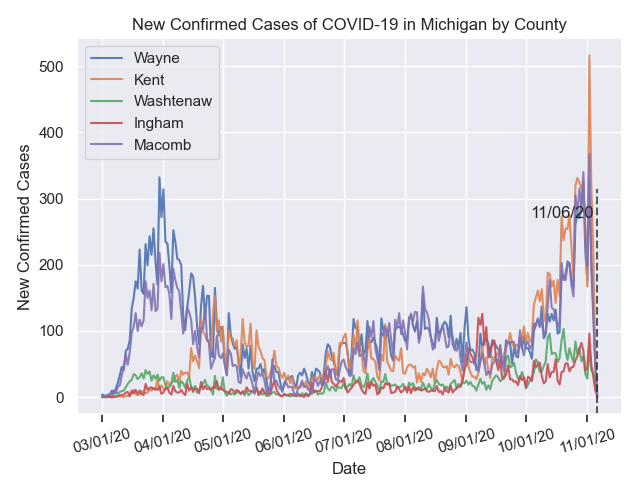 New Confirmed Cases of COVID-19 in Michigan by County
Wayne
Kent
Washtenaw
Ingham
Macomb
New Confirmed Cases
500
400
300
200
100
0
11/06/20
03/01/20
04/01/20
05/01/20
06/01/20
07/01/20
08/01/20
09/01/20
10/01/20
11/01/20
Date